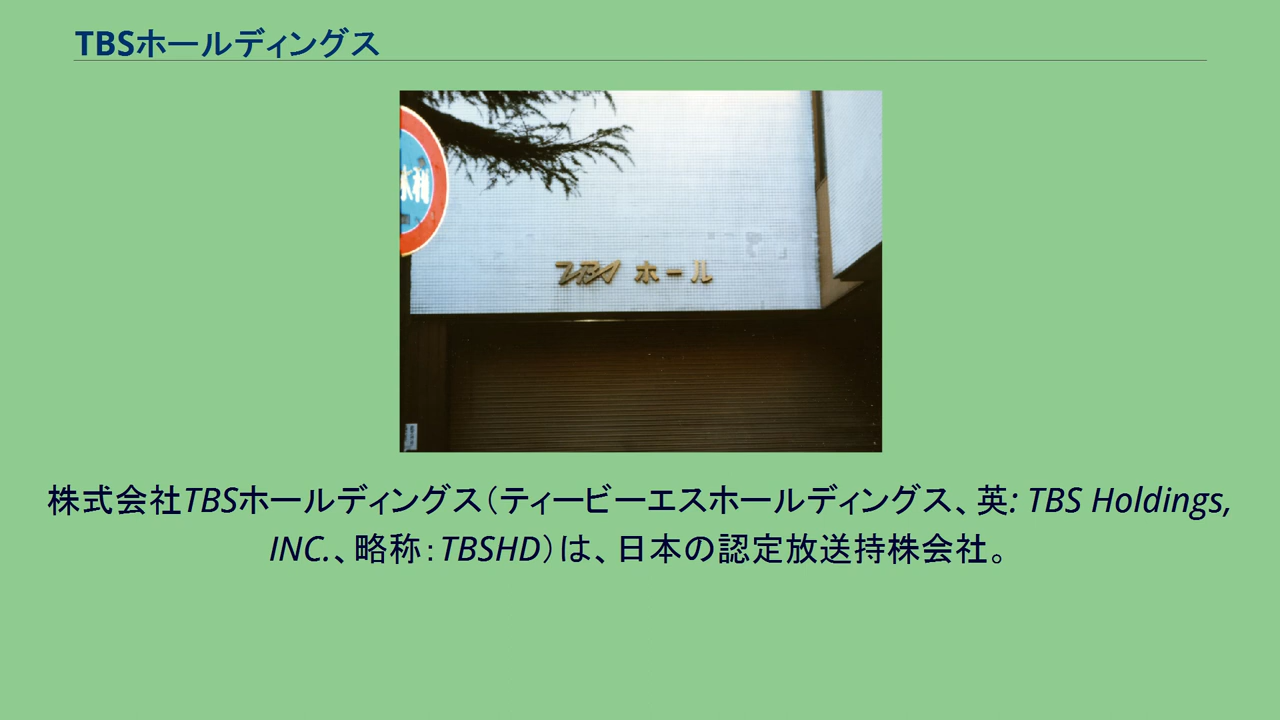 TBSホールディングス
TBS ホール
株式会社TBSホールディングス（ティービーエスホールディングス、英: TBS Holdings,
INC.、略称：TBSHD）は、日本の認定放送持株会社。